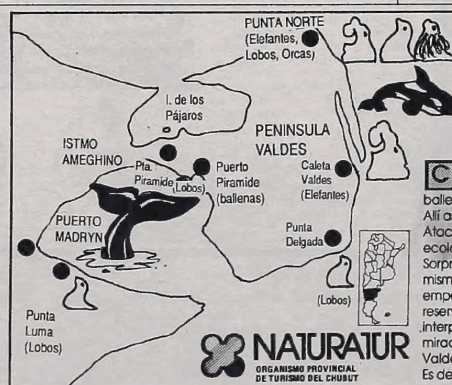 PUNTA NORTE
(Elefantes,
Lobos, Orcas)
I. de los
Pájaros
ISTMO
AMEGHINO
PENINSULA
VALDES
Pta.
Piramide (Lobos)
Puerto
Piramide
(ballenas)
Caleta
Valdes
(Elefantes)
PUERTO
MADRYN
Punta
Delgada
(Lobos)
Punta
Luma
(Lobos)
NATURATUR
ORGANISMO PROVINCIAL
DE TURISMO DEL CHUBUT
C
balle
Allí a
Atac
ecolo
Sorpr
mism
empe
reser
interp
mirad
Valde
Es de